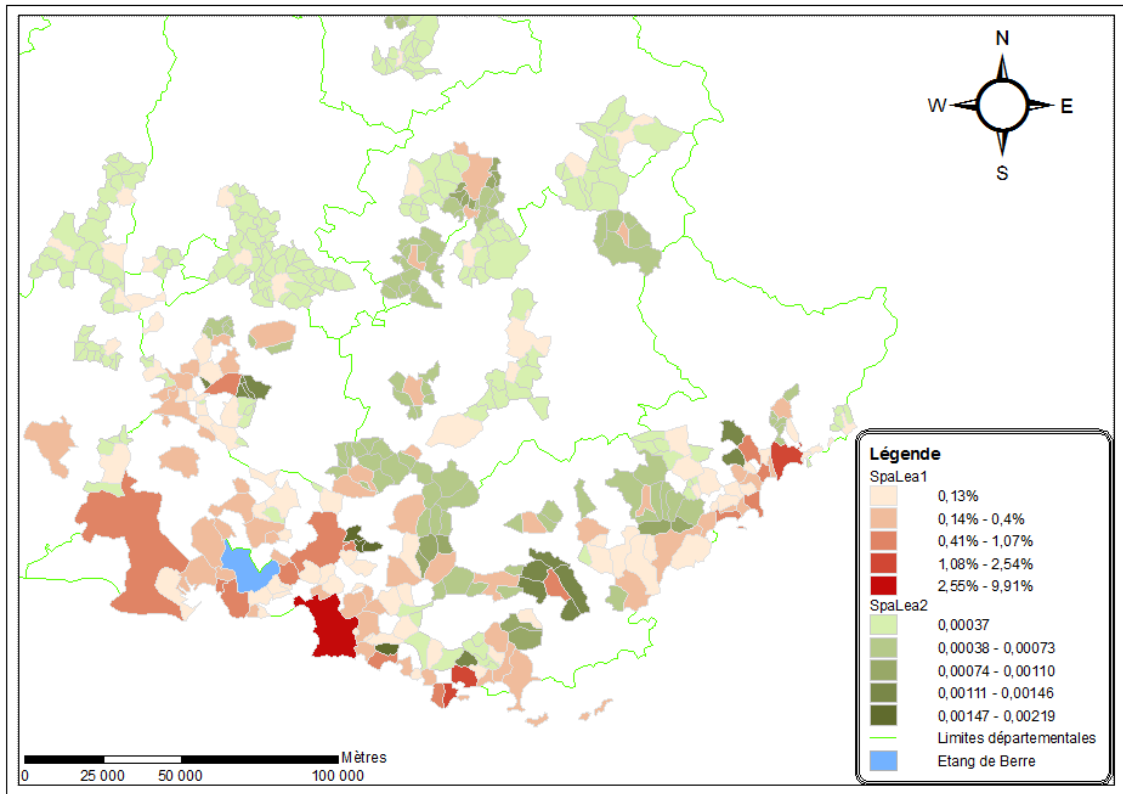 N
W E
S
Légende
SpaLea1
0,13%
0,14% - 0,4%
0,41% - 1,07%
1,08% - 2,54%
2,55% - 9,91%
SpaLea2
0,00037
0,00038 - 0,00073
0,00074 - 0,00110
0,00111 - 0,00146
0,00147 - 0,00219
Limites départementales
Etang de Berre
Mètres
0 25 000 50 000 100 000